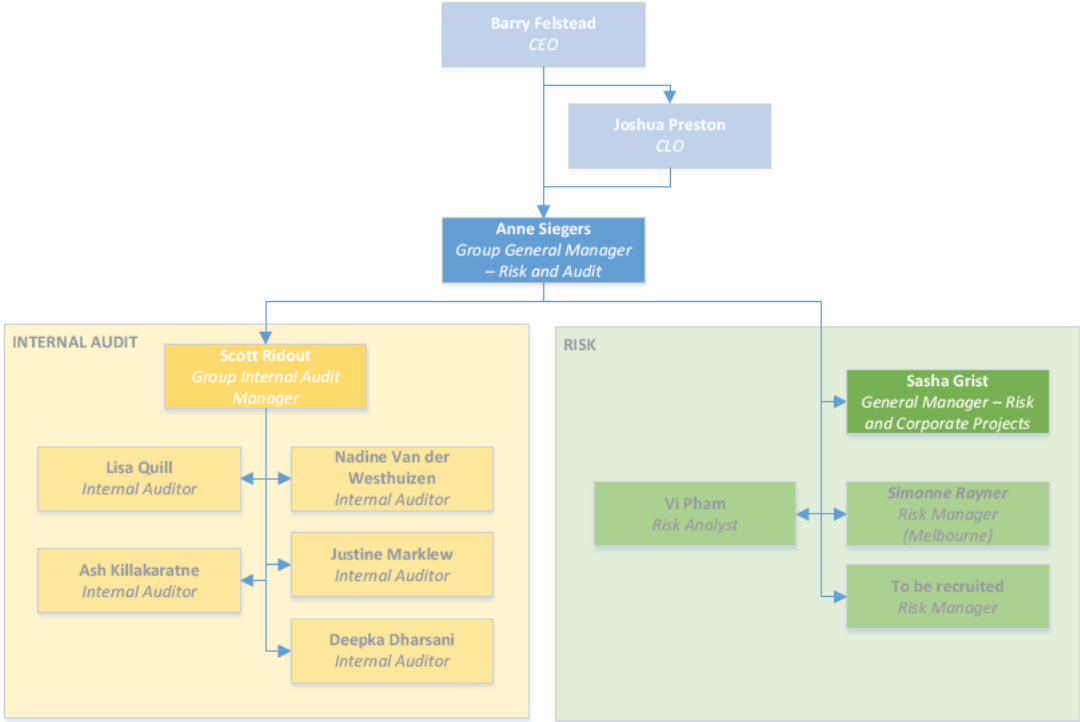 Barry Felstead
CEO
Joshua Preston
CLO
Anne Siegers
Group General Manager
– Risk and Audit
INTERNAL AUDIT
Scott Ridout
Group Internal Audit
Manager
Lisa Quill
Internal Auditor
Nadine Van der
Westhuizen
Internal Auditor
Ash Killakaratne
Internal Auditor
Justine Marklew
Internal Auditor
Deepka Dharsani
Internal Auditor
RISK
Sasha Grist
General Manager – Risk
and Corporate Projects
Vi Pham
Risk Analyst
Simonne Rayner
Risk Manager
(Melbourne)
To be recruited
Risk Manager